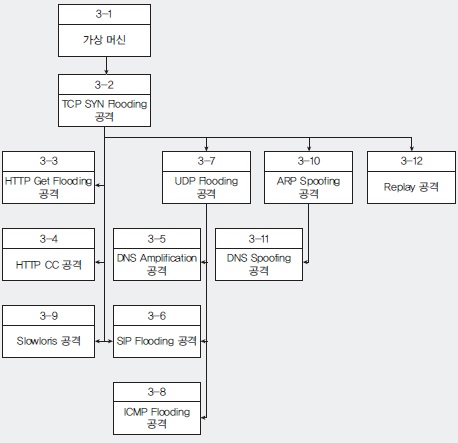 3-1
가상 머신
3-2
TCP SYN Flooding
공격
3-3
HTTP Get Flooding
공격
3-7
UDP Flooding
공격
3-10
ARP Spoofing
공격
3-12
Replay 공격
3-4
HTTP CC 공격
3-5
DNS Amplification
공격
3-11
DNS Spoofing
공격
3-9
Slowloris 공격
3-6
SIP Flooding 공격
3-8
ICMP Flooding
공격